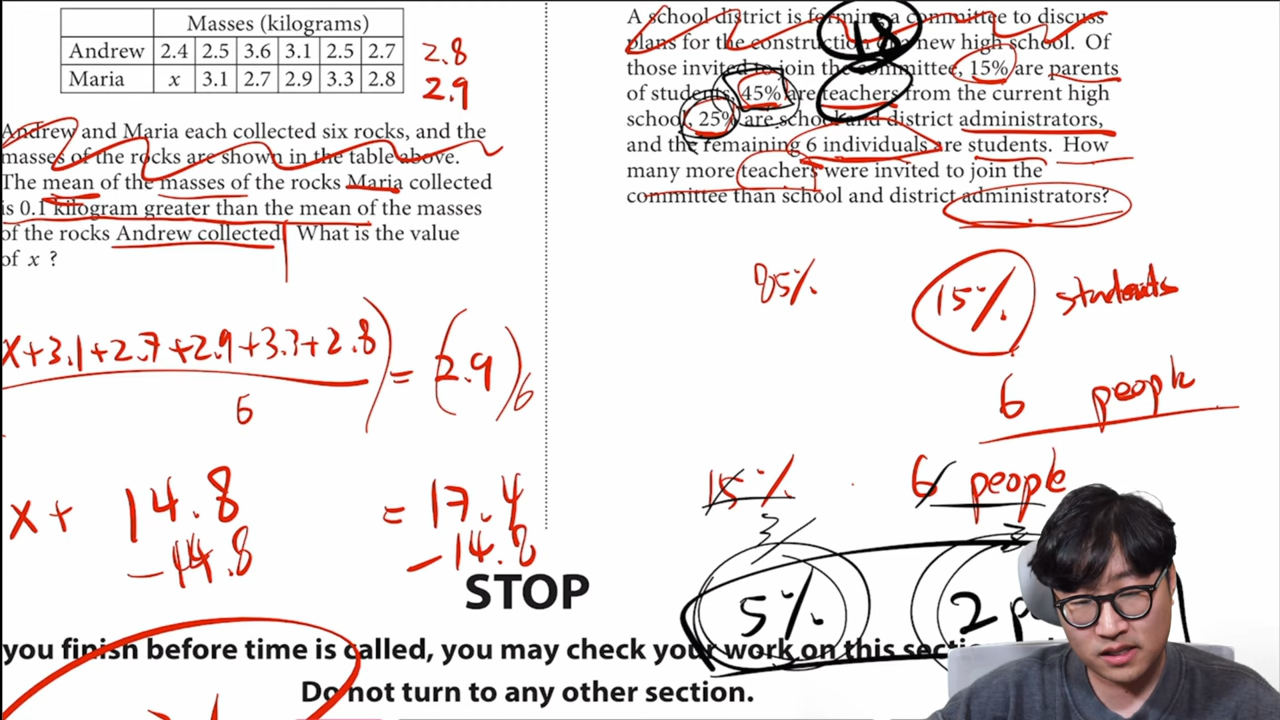 Masses (kilograms)
Andrew 2.4 2.5 3.6 3.1 2.5 2.7 2.8
Maria x 3.1 2.7 2.9 3.3 2.8 2.9
Andrew and Maria each collected six rocks, and the
masses of the rocks are shown in the table above.
The mean of the masses of the rocks Maria collected
is 0.1 kilogram greater than the mean of the masses
of the rocks Andrew collected. What is the value
of x ?
x+3.1+2.7+2.9+3.3+2.8
6
= (2.9)6
x+ 14.8 = 17.4
-14.8 -14.8
18
A school district is forming a committee to discuss
plans for the construction of a new high school. Of
those invited to join the committee, 15% are parents
of students, 45% are teachers from the current high
school, 25% are school and district administrators,
and the remaining 6 individuals are students. How
many more teachers were invited to join the
committee than school and district administrators?
85% 15% students
6 people
15% 6 people
3 3
5% 2 p
STOP
you finish before time is called, you may check your work on this
Do not turn to any other section.